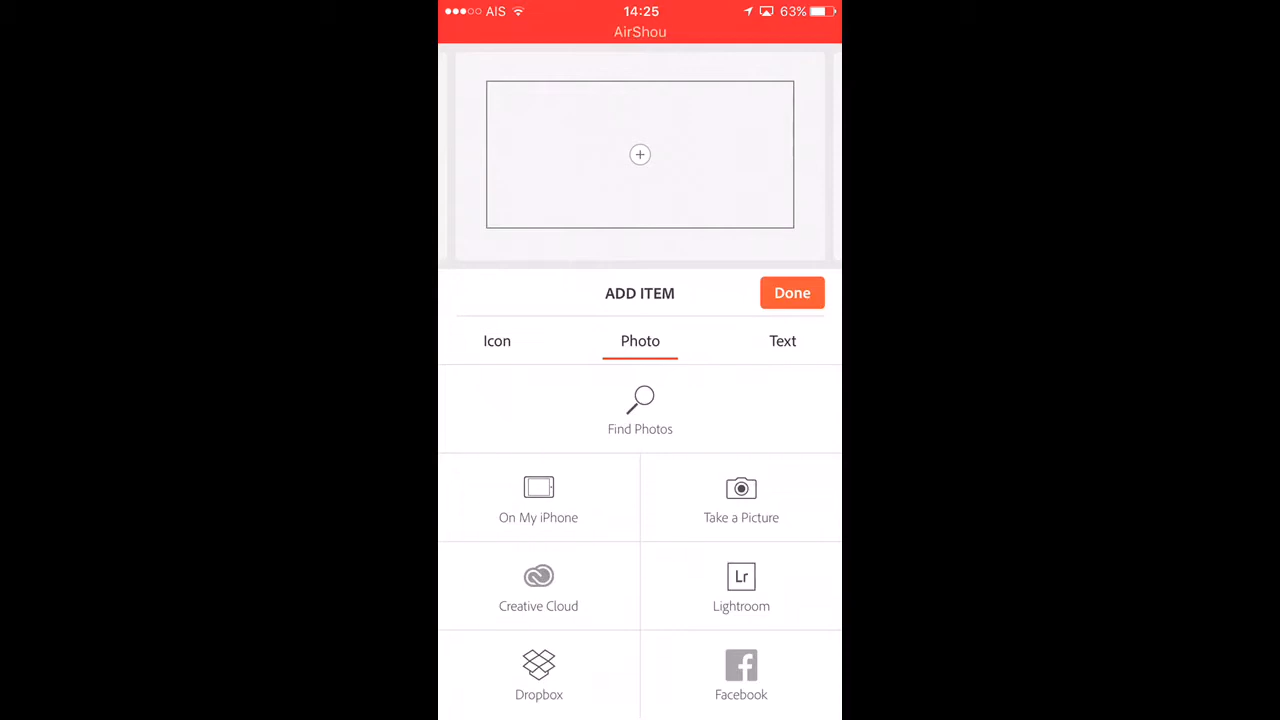 AIS 14:25 63%
AirShou
ADD ITEM Done
Icon Photo Text
Find Photos
On My iPhone Take a Picture
Lr
Creative Cloud Lightroom
Dropbox Facebook